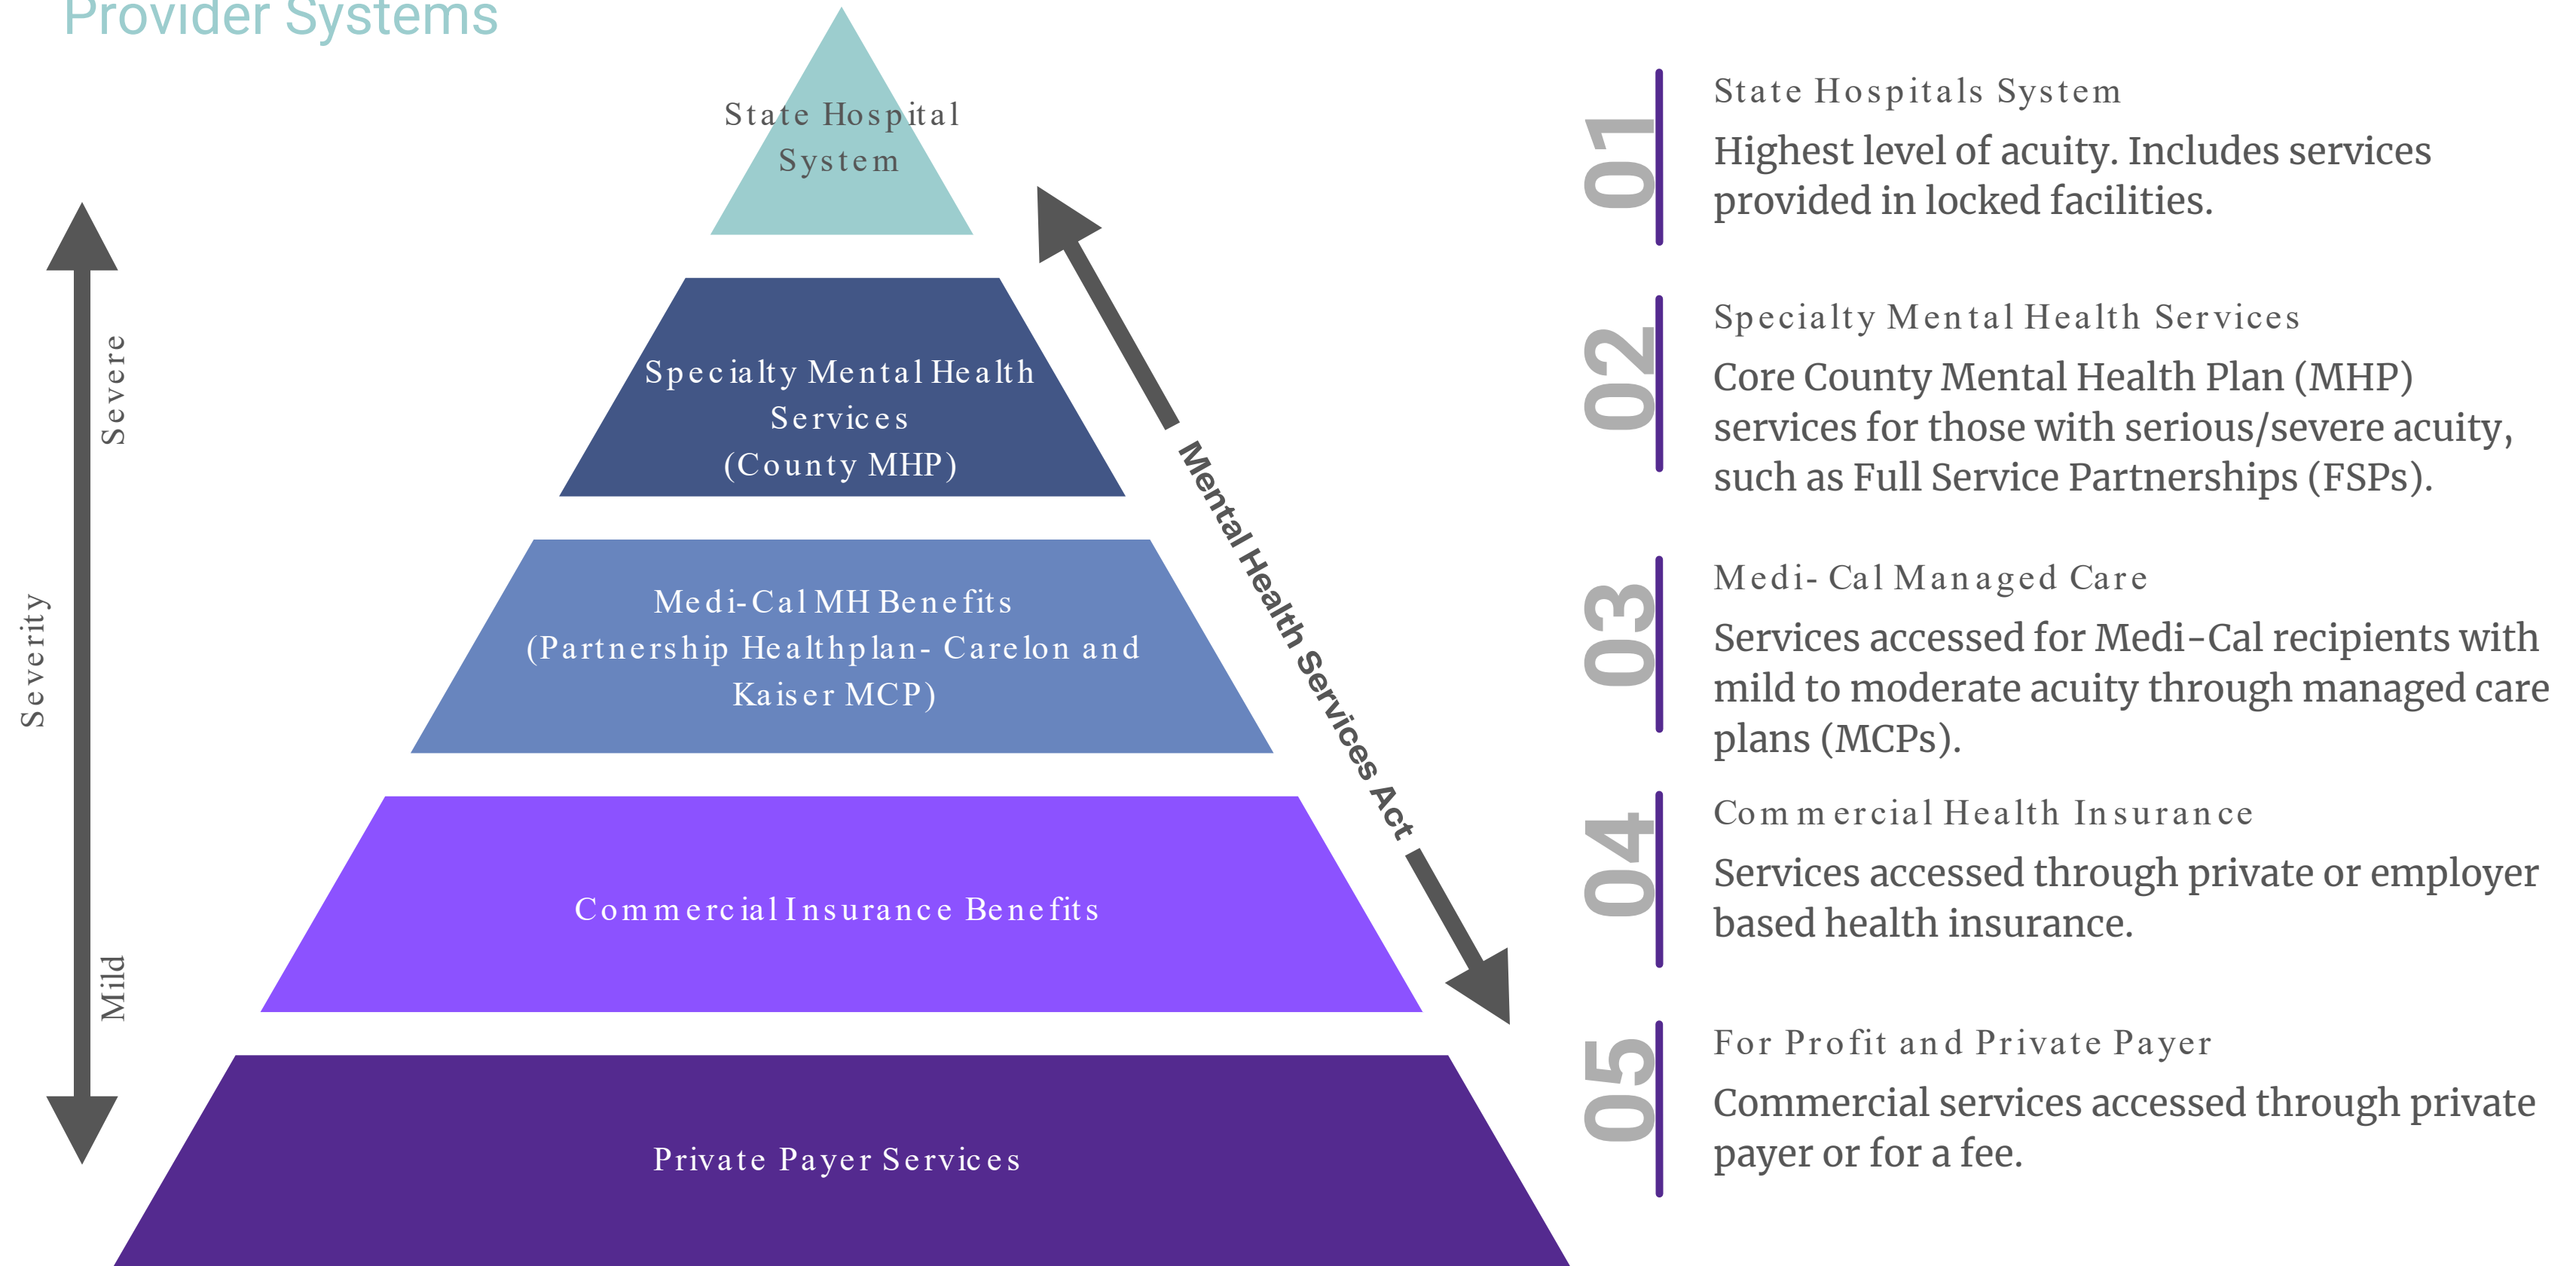 Provider Systems
State Hospital
System
Specialty Mental Health
Services
(County MHP)
Medi-Cal MH Benefits
(Partnership Healthplan- Carelon and
Kaiser MCP)
Commercial Insurance Benefits
Private Payer Services
Severity
Severe
Mild
Mental Health Services Act
01
State Hospitals System
Highest level of acuity. Includes services
provided in locked facilities.
02
Specialty Mental Health Services
Core County Mental Health Plan (MHP)
services for those with serious/severe acuity,
such as Full Service Partnerships (FSPs).
03
Medi- Cal Managed Care
Services accessed for Medi-Cal recipients with
mild to moderate acuity through managed care
plans (MCPs).
04
Commercial Health Insurance
Services accessed through private or employer
based health insurance.
05
For Profit and Private Payer
Commercial services accessed through private
payer or for a fee.